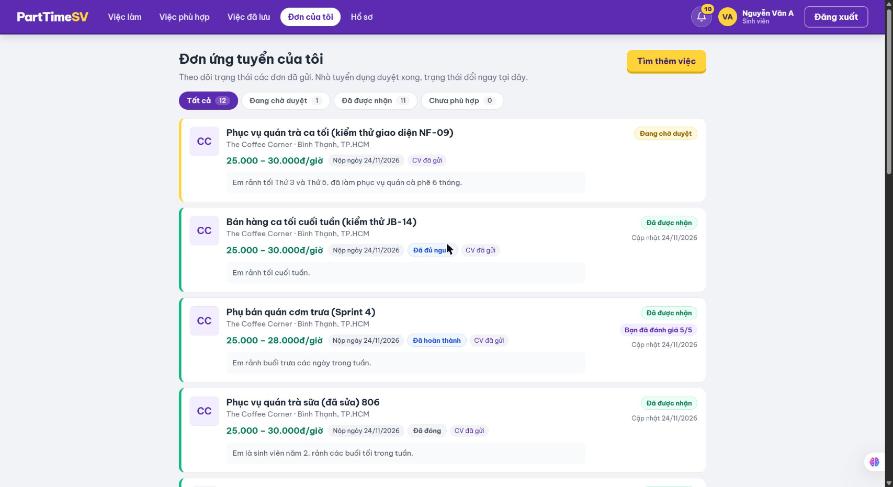 PartTimeSV Việc làm Việc phù hợp Việc đã lưu Đơn của tôi Hồ sơ 10 VA Nguyễn Văn A Đăng xuất
Sinh viên
Đơn ứng tuyển của tôi
Theo dõi trạng thái các đơn đã gửi. Nhà tuyển dụng duyệt xong, trạng thái đổi ngay tại đây.
Tìm thêm việc
Tất cả 12 Đang chờ duyệt 1 Đã được nhận 11 Chưa phù hợp 0
CC
Phục vụ quán trà ca tối (kiểm thử giao diện NF-09)
The Coffee Corner · Bình Thạnh, TP.HCM
25.000 – 30.000đ/giờ Nộp ngày 24/11/2026 CV đã gửi
Em rảnh tối Thứ 3 và Thứ 5, đã làm phục vụ quán cà phê 6 tháng.
Đang chờ duyệt
CC
Bán hàng ca tối cuối tuần (kiểm thử JB-14)
The Coffee Corner · Bình Thạnh, TP.HCM
25.000 – 30.000đ/giờ Nộp ngày 24/11/2026 Đã đủ CV đã gửi
Em rảnh tối cuối tuần.
Đã được nhận
Cập nhật 24/11/2026
CC
Phụ bán quán cơm trưa (Sprint 4)
The Coffee Corner · Bình Thạnh, TP.HCM
25.000 – 28.000đ/giờ Nộp ngày 24/11/2026 Đã hoàn thành CV đã gửi
Em rảnh buổi trưa các ngày trong tuần.
Đã được nhận
Bạn đã đánh giá 5/5
Cập nhật 24/11/2026
CC
Phục vụ quán trà sữa (đã sửa) 806
The Coffee Corner · Bình Thạnh, TP.HCM
25.000 – 30.000đ/giờ Nộp ngày 24/11/2026 Đã đóng CV đã gửi
Em là sinh viên năm 2, rảnh các buổi tối trong tuần.
Đã được nhận
Cập nhật 24/11/2026